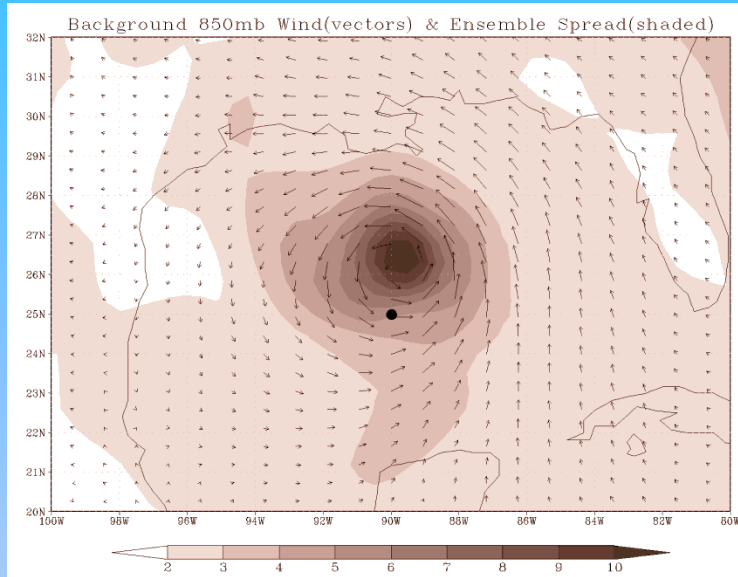 Background 850mb Wind(vectors) & Ensemble Spread(shaded)
32N
31N
30N
29N
28N
27N
26N
25N
24N
23N
22N
21N
20N
100W 98W 96W 94W 92W 90W 88W 86W 84W 82W 80W
2 3 4 5 6 7 8 9 10